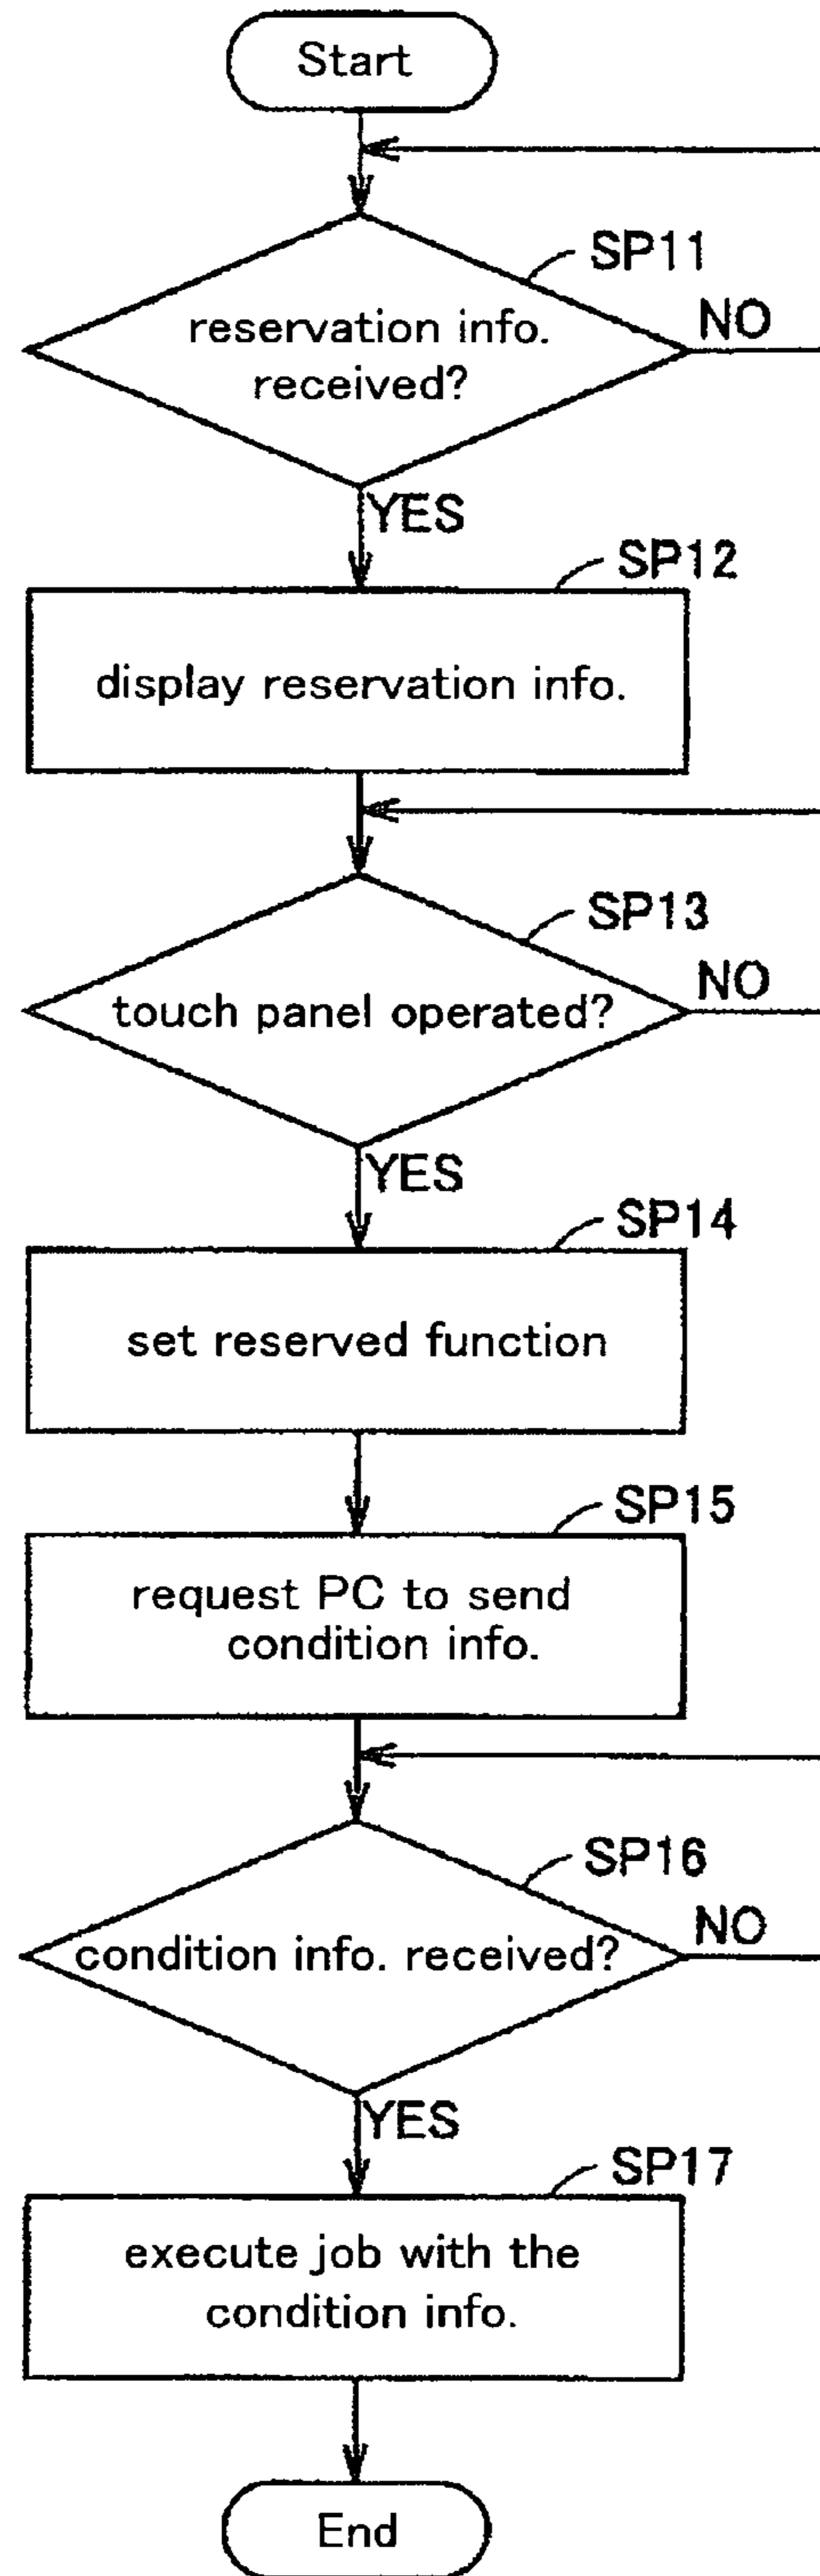 Start
SP11
reservation info.
received?
NO
YES
SP12
display reservation info.
SP13
touch panel operated?
NO
YES
SP14
set reserved function
SP15
request PC to send
condition info.
SP16
condition info. received?
NO
YES
SP17
execute job with the
condition info.
End